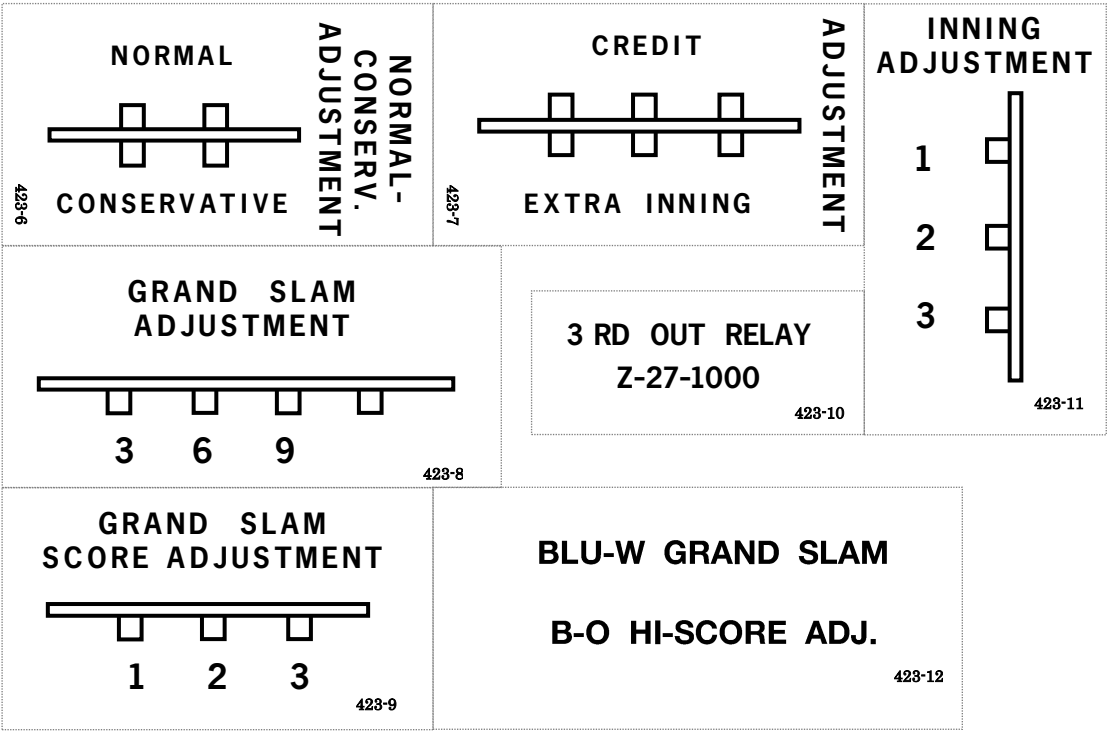 NORMAL
CONSERVATIVE
NORMAL-
CONSERV.
ADJUSTMENT
423-6
CREDIT
EXTRA INNING
ADJUSTMENT
423-7
INNING
ADJUSTMENT
1
2
3
423-11
GRAND SLAM
ADJUSTMENT
3 6 9
423-8
3 RD OUT RELAY
Z-27-1000
423-10
GRAND SLAM
SCORE ADJUSTMENT
1 2 3
423-9
BLU-W GRAND SLAM
B-O HI-SCORE ADJ.
423-12